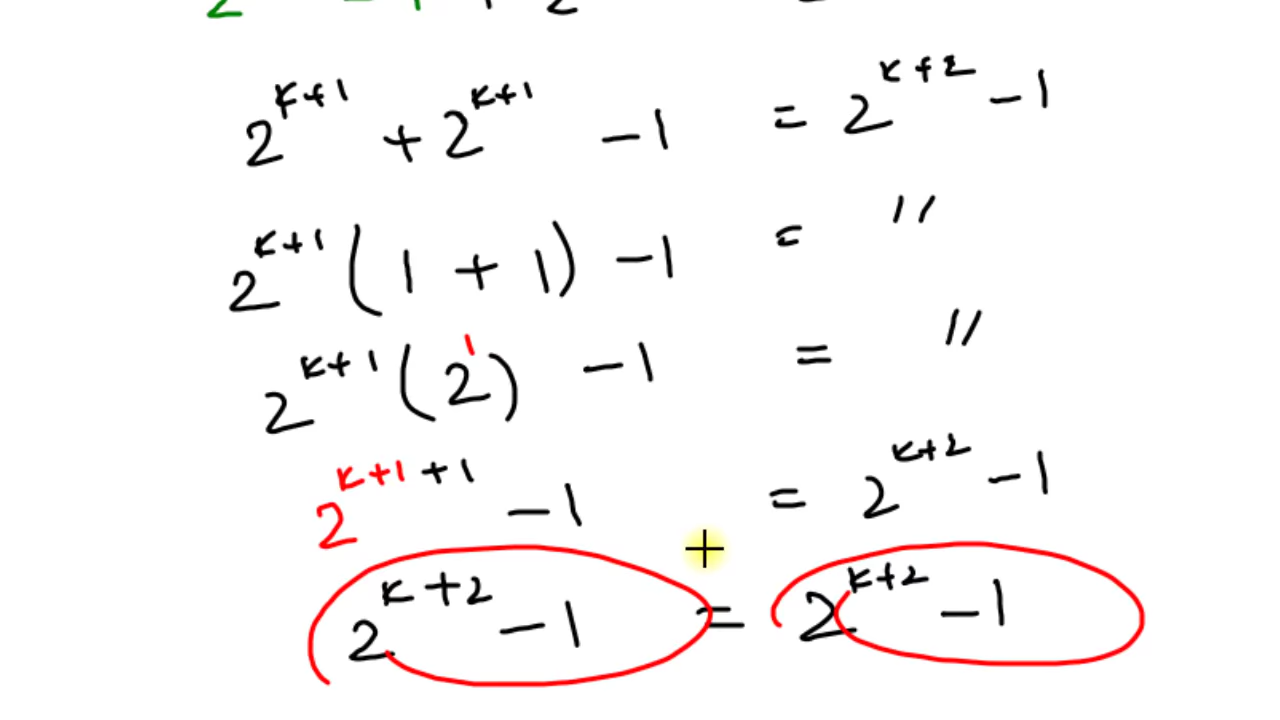 2^{k+1} + 2^{k+1} - 1 = 2^{k+2} - 1
2^{k+1} (1 + 1) - 1 = "
2^{k+1} (2^1) - 1 = "
2^{k+1+1} - 1 = 2^{k+2} - 1
2^{k+2} - 1 = 2^{k+2} - 1